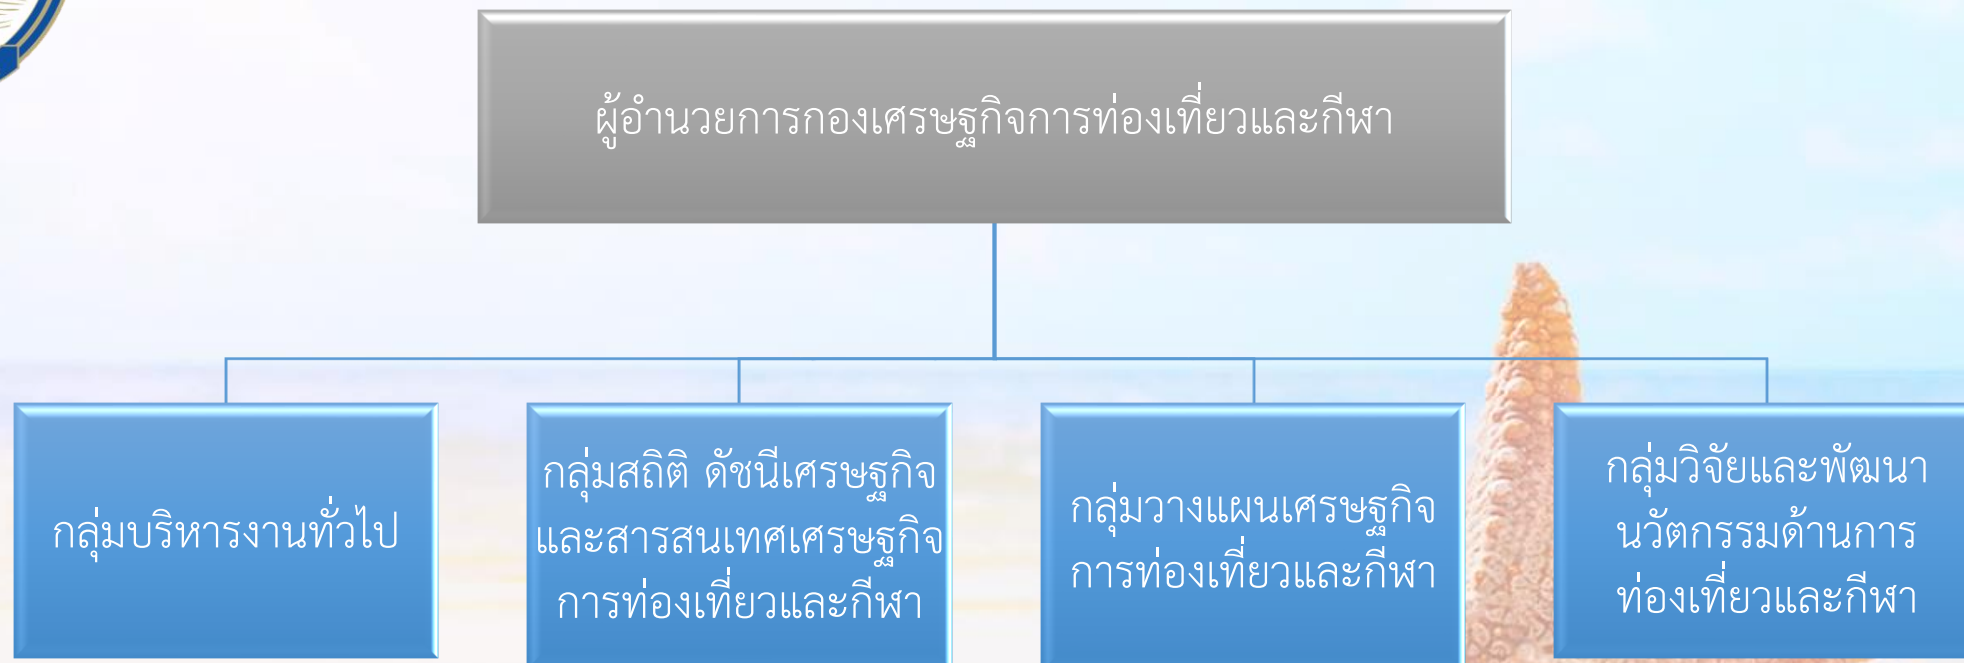 ผู้อำนวยการกองเศรษฐกิจการท่องเที่ยวและกีฬา
กลุ่มบริหารงานทั่วไป
กลุ่มสถิติ ดัชนีเศรษฐกิจ
และสารสนเทศเศรษฐกิจ
การท่องเที่ยวและกีฬา
กลุ่มวางแผนเศรษฐกิจ
การท่องเที่ยวและกีฬา
กลุ่มวิจัยและพัฒนา
นวัตกรรมด้านการ
ท่องเที่ยวและกีฬา